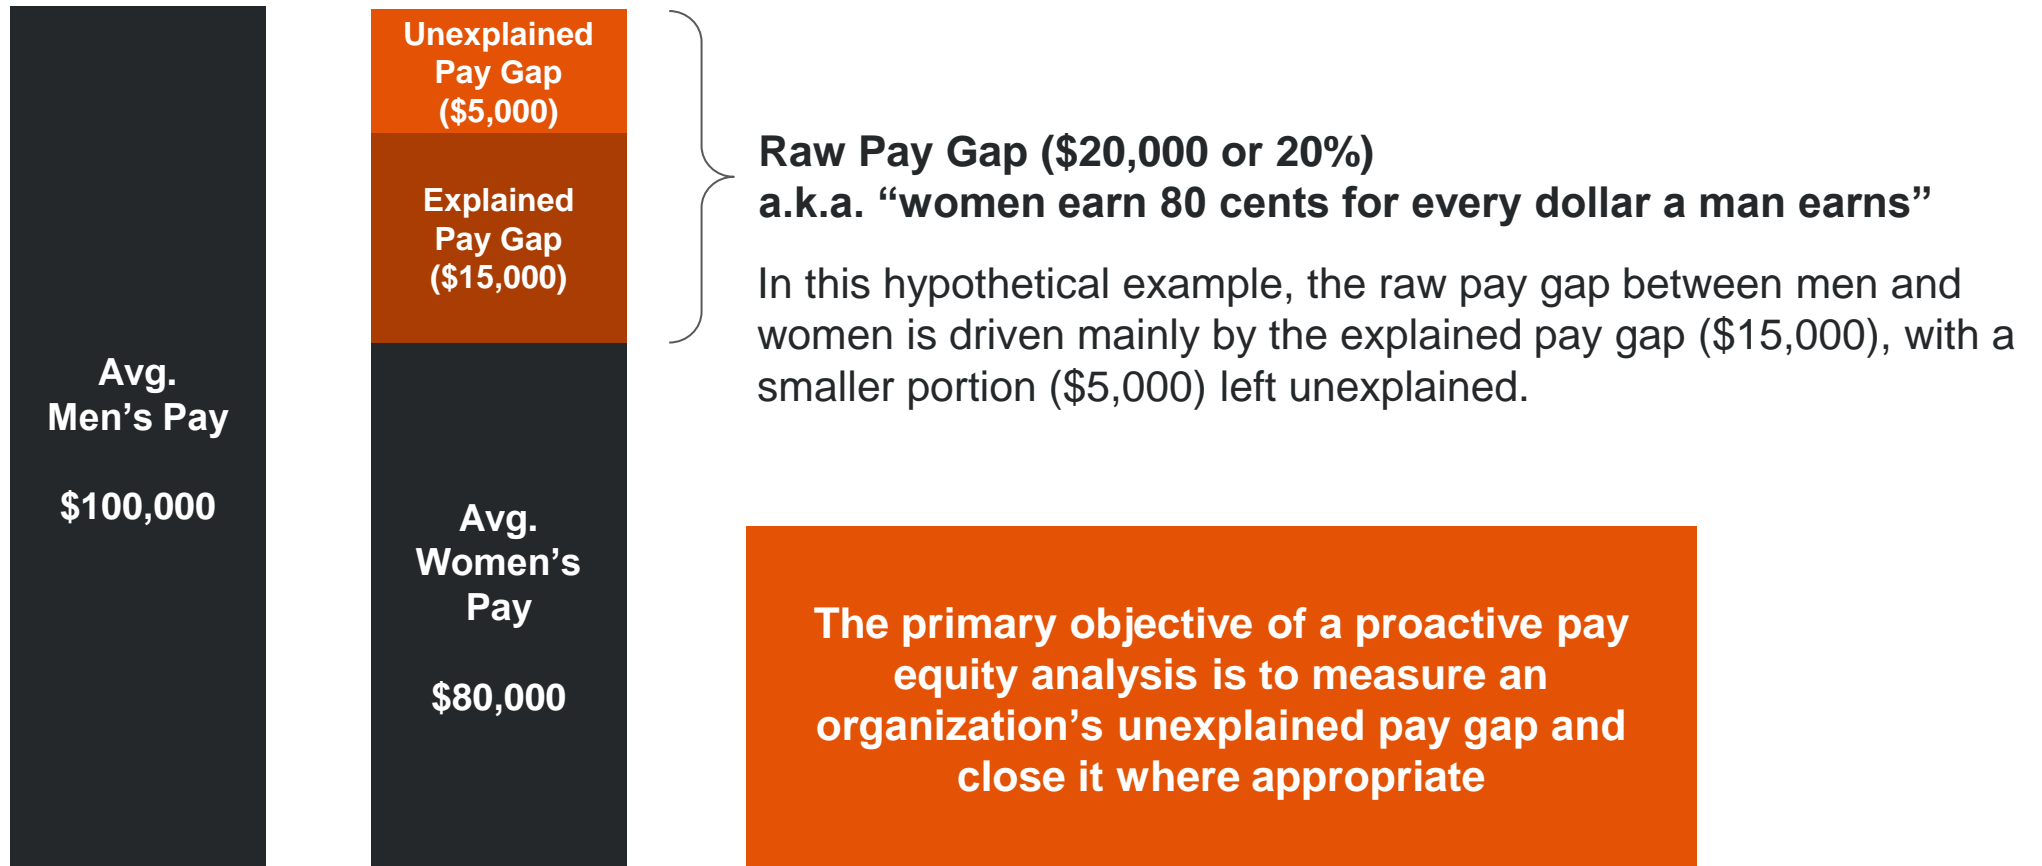 Avg.
Men’s Pay
$100,000
Unexplained
Pay Gap
($5,000)
Explained
Pay Gap
($15,000)
Avg.
Women’s
Pay
$80,000
Raw Pay Gap ($20,000 or 20%)
a.k.a. “women earn 80 cents for every dollar a man earns”
In this hypothetical example, the raw pay gap between men and
women is driven mainly by the explained pay gap ($15,000), with a
smaller portion ($5,000) left unexplained.
The primary objective of a proactive pay
equity analysis is to measure an
organization’s unexplained pay gap and
close it where appropriate